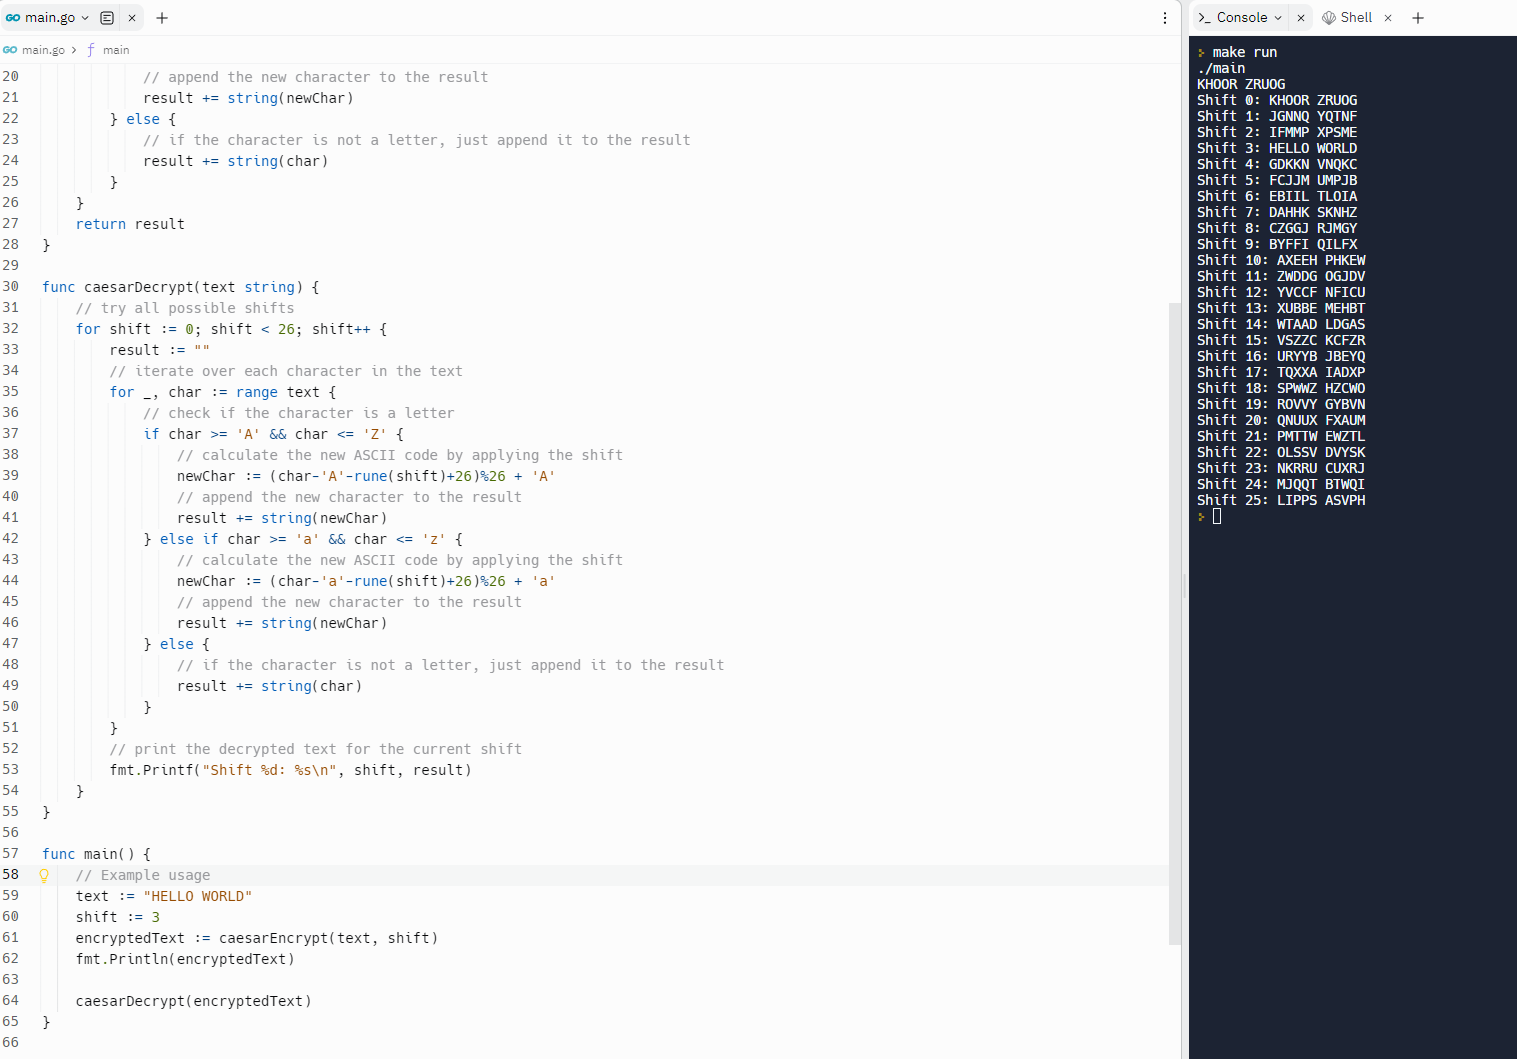 GO main.go
main.go > ƒ main
20 // append the new character to the result
21 result += string(newChar)
22 } else {
23 // if the character is not a letter, just append it to the result
24 result += string(char)
25 }
26 }
27 return result
28 }
29
30 func caesarDecrypt(text string) {
31 // try all possible shifts
32 for shift := 0; shift < 26; shift++ {
33 result := ""
34 // iterate over each character in the text
35 for _, char := range text {
36 // check if the character is a letter
37 if char >= 'A' && char <= 'Z' {
38 // calculate the new ASCII code by applying the shift
39 newChar := (char-'A'-rune(shift)+26)%26 + 'A'
40 // append the new character to the result
41 result += string(newChar)
42 } else if char >= 'a' && char <= 'z' {
43 // calculate the new ASCII code by applying the shift
44 newChar := (char-'a'-rune(shift)+26)%26 + 'a'
45 // append the new character to the result
46 result += string(newChar)
47 } else {
48 // if the character is not a letter, just append it to the result
49 result += string(char)
50 }
51 }
52 // print the decrypted text for the current shift
53 fmt.Printf("Shift %d: %s\n", shift, result)
54 }
55 }
56
57 func main() {
58 // Example usage
59 text := "HELLO WORLD"
60 shift := 3
61 encryptedText := caesarEncrypt(text, shift)
62 fmt.Println(encryptedText)
63
64 caesarDecrypt(encryptedText)
65 }
66
Console Shell
make run
./main
KHOOR ZRUOG
Shift 0: KHOOR ZRUOG
Shift 1: JGNNQ YQTNF
Shift 2: IFMMP XPSME
Shift 3: HELLO WORLD
Shift 4: GDKKN VNQKC
Shift 5: FCJJM UMPJB
Shift 6: EBIIL TLOIA
Shift 7: DAHHK SKNHZ
Shift 8: CZGGJ RJMGY
Shift 9: BYFFI QILFX
Shift 10: AXEEH PHKEW
Shift 11: ZWDDG OGJDV
Shift 12: YVCCF NFICU
Shift 13: XUBBE MEHBT
Shift 14: WTAAD LDGAS
Shift 15: VSZZC KCFZR
Shift 16: URYYB JBEYQ
Shift 17: TQXXA IADXP
Shift 18: SPWWZ HZCWO
Shift 19: ROVVY GYBVN
Shift 20: QNUUX FXAUM
Shift 21: PMTTW EWZTL
Shift 22: OLSSV DVYSK
Shift 23: NKRRU CUXRJ
Shift 24: MJQQT BTWQI
Shift 25: LIPPS ASVPH